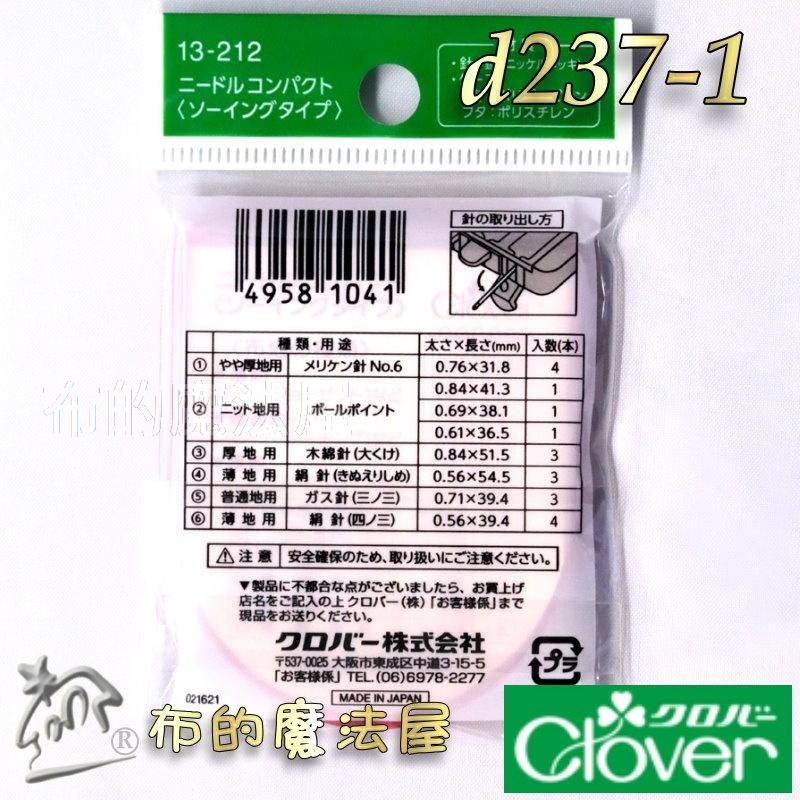 13-212
ニードルコンパクト
〈ソーイングタイプ〉
d237-1
フタ：ポリスチレン
針の取り出し方
4958 1041
種類・用途 太さ×長さ(mm) 入数(本)
① やや厚地用 メリケン針 No.6 0.76×31.8 4
② ニット地用 ボールポイント 0.84×41.3 1
0.69×38.1 1
0.61×36.5 1
③ 厚地用 木綿針(大くけ) 0.84×51.5 3
④ 薄地用 絹針(きぬえりしめ) 0.56×54.5 3
⑤ 普通地用 ガス針(三ノ三) 0.71×39.4 3
⑥ 薄地用 絹針(四ノ三) 0.56×39.4 4
布的魔法屋
⚠注意 安全確保のため、取り扱いにご注意ください。
▼製品に不都合な点がございましたら、お買上げ
店名をご記入の上クロバー(株)「お客様係」まで
現品をお送りください。
クロバー株式会社
〒537-0025 大阪市東成区中道3-15-5
「お客様係」TEL.(06)6978-2277
プラ
021621
MADE IN JAPAN
®布的魔法屋
クロバー
Clover